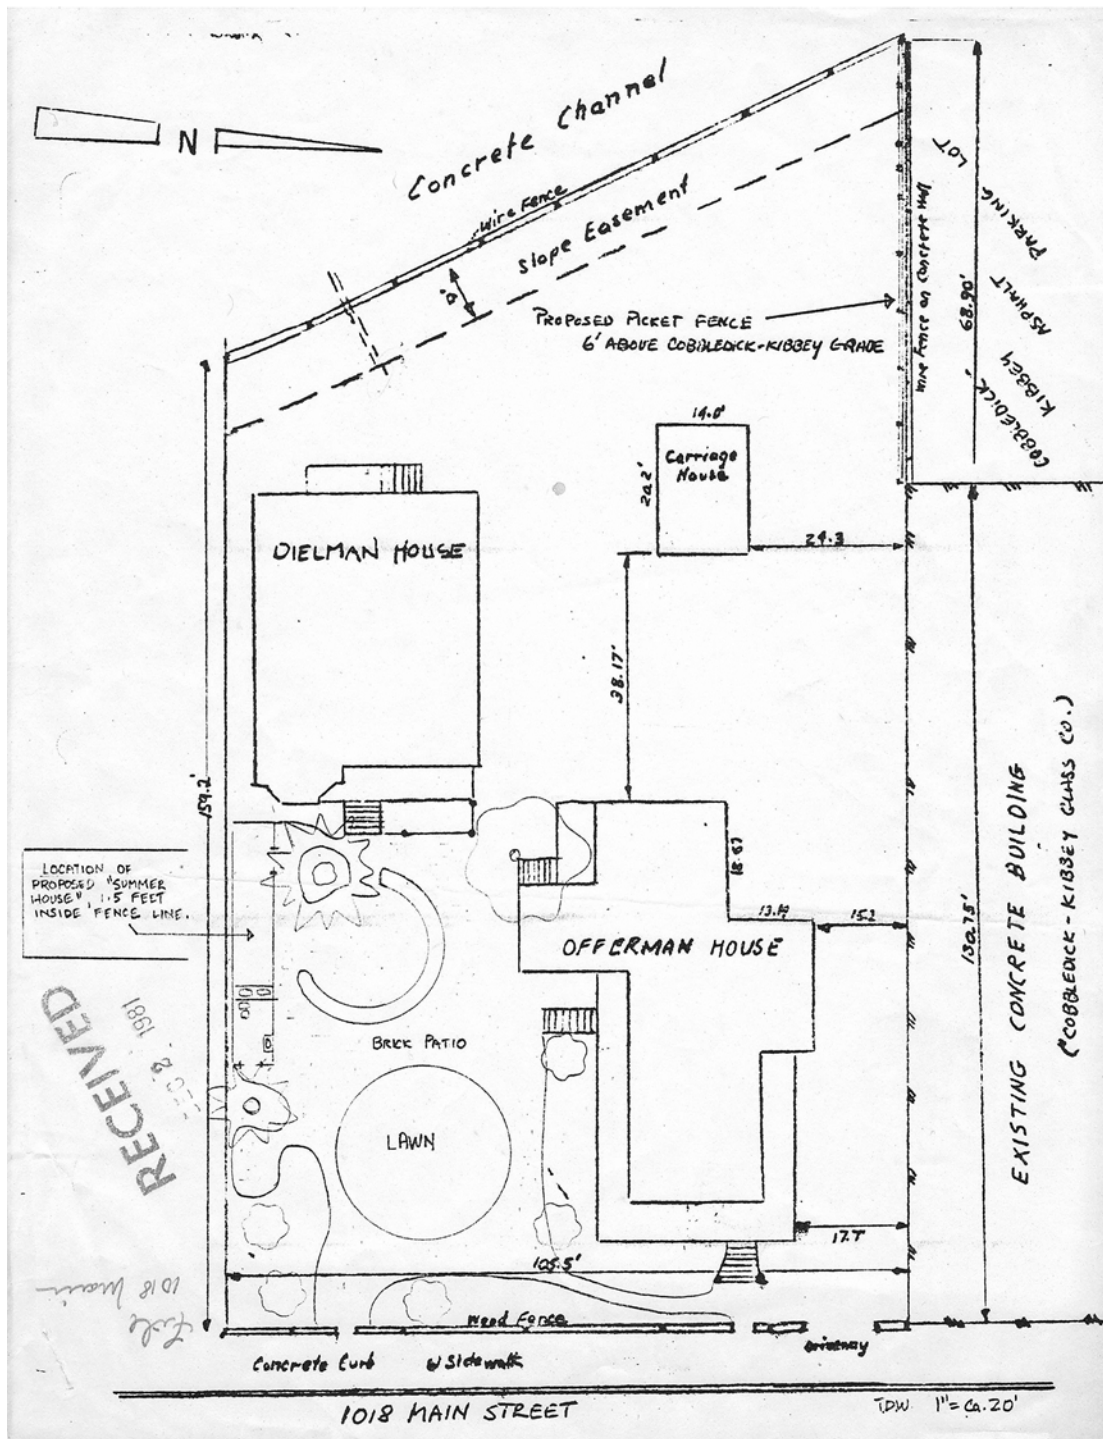 N
Concrete Channel
Wire Fence
Slope Easement
PROPOSED PICKET FENCE
6' ABOVE COBBLEDICK-KIBBEY GRADE
Wire Fence on Concrete Wall
68.90'
COBBLEDICK
KIBBEY
ASPHALT
PARKING
LOT
14.0'
Carriage
House
20.2'
24.3
DIELMAN HOUSE
38.17'
159.2'
LOCATION OF
PROPOSED "SUMMER
HOUSE", 1.5 FEET
INSIDE FENCE LINE.
18.67
13.19
15.2
OFFERMAN HOUSE
BRICK PATIO
LAWN
EXISTING CONCRETE BUILDING
("COBBLEDICK-KIBBEY GLASS CO.)
130.75'
RECEIVED
2 1981
17.7
105.5'
1018 Main
Wood Fence
Driveway
Concrete Curb & Sidewalk
1018 MAIN STREET
T.D.W. 1"= Ca. 20'